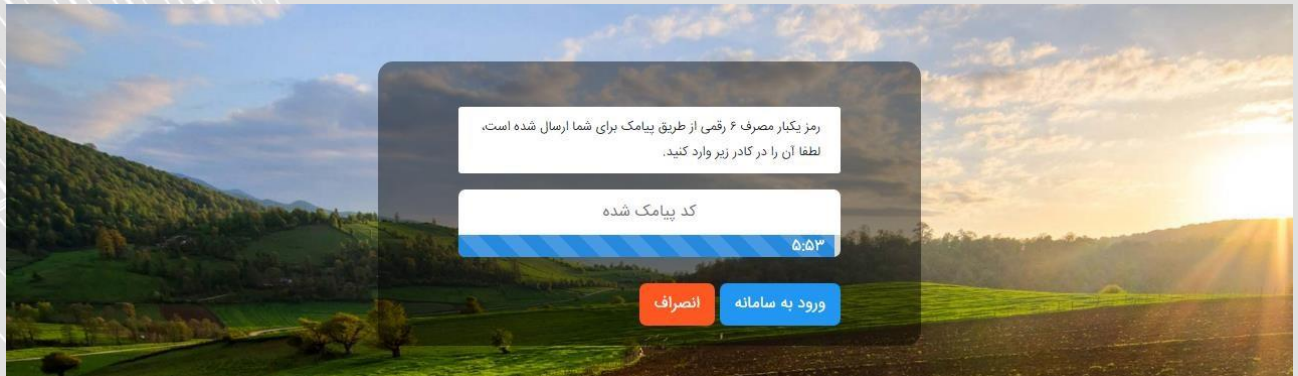 رمز یکبار مصرف ۶ رقمی از طریق پیامک برای شما ارسال شده است،
لطفا آن را در کادر زیر وارد کنید.
کد پیامک شده
۵:۵۳
ورود به سامانه
انصراف